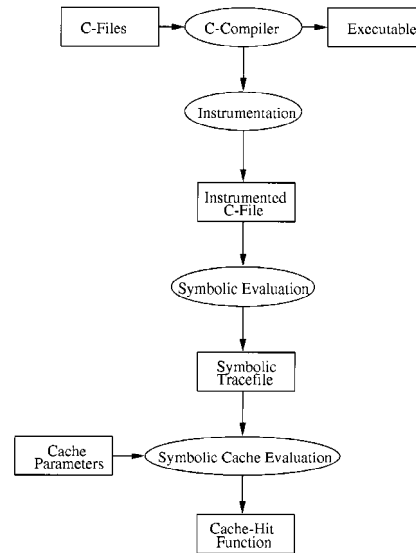 C-Files
C-Compiler
Executable
Instrumentation
Instrumented
C-File
Symbolic Evaluation
Symbolic
Tracefile
Cache
Parameters
Symbolic Cache Evaluation
Cache-Hit
Function